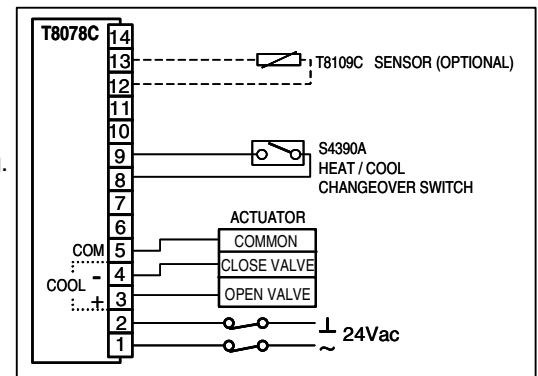 T8078C
14
13
T8109C SENSOR (OPTIONAL)
12
11
10
9
S4390A
HEAT / COOL
CHANGEOVER SWITCH
8
7
6
ACTUATOR
COM 5
COMMON
COOL
- 4
CLOSE VALVE
+ 3
OPEN VALVE
2
⊥
24Vac
1
~